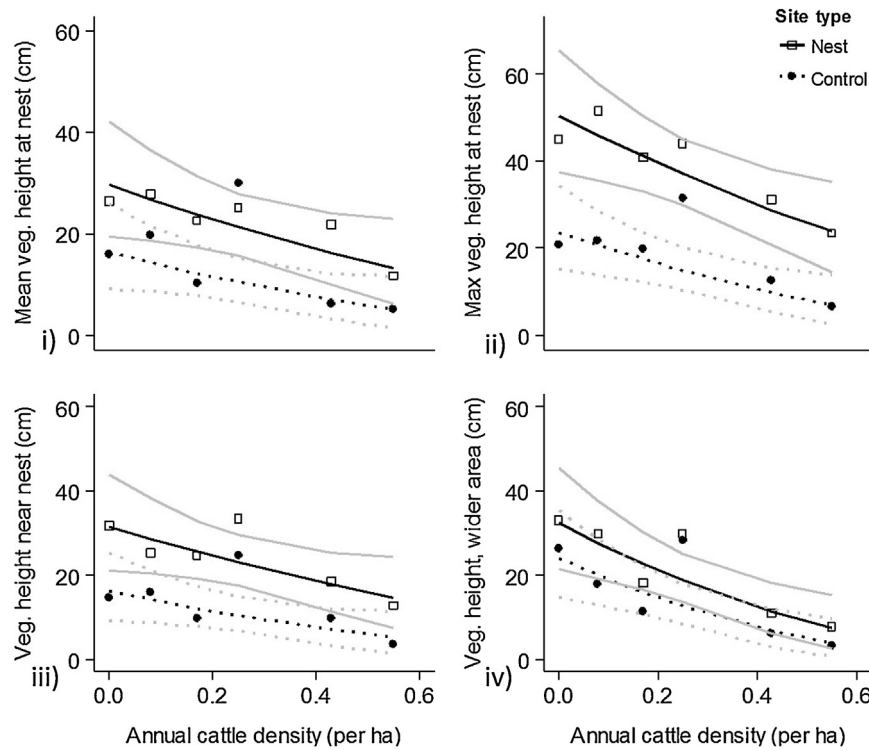 Site type
Nest
Control
Mean veg. height at nest (cm)
60
40
20
0
i)
Max veg. height at nest (cm)
60
40
20
0
ii)
Veg. height near nest (cm)
60
40
20
0
iii)
0.0 0.2 0.4 0.6
Annual cattle density (per ha)
Veg. height, wider area (cm)
60
40
20
0
iv)
0.0 0.2 0.4 0.6
Annual cattle density (per ha)